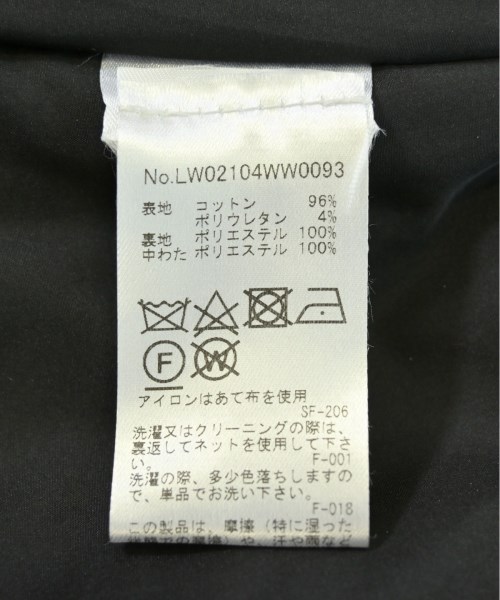 No.LW02104WW0093
表地 コットン 96%
ポリウレタン 4%
裏地 ポリエステル 100%
中わた ポリエステル 100%
F W
アイロンはあて布を使用
SF-206
洗濯又はクリーニングの際は、
裏返してネットを使用して下さ
い。 F-001
洗濯の際、多少色落ちしますの
で、単品でお洗い下さい。
F-018
この製品は、摩擦(特に湿った